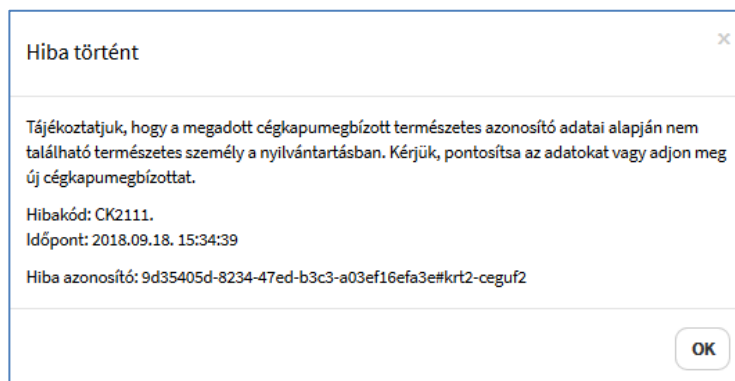 Hiba történt
×
Tájékoztatjuk, hogy a megadott cégkapumegbízott természetes azonosító adatai alapján nem
található természetes személy a nyilvántartásban. Kérjük, pontosítsa az adatokat vagy adjon meg
új cégkapumegbízottat.
Hibakód: CK2111.
Időpont: 2018.09.18. 15:34:39
Hiba azonosító: 9d35405d-8234-47ed-b3c3-a03ef16efa3e#krt2-ceguf2
OK